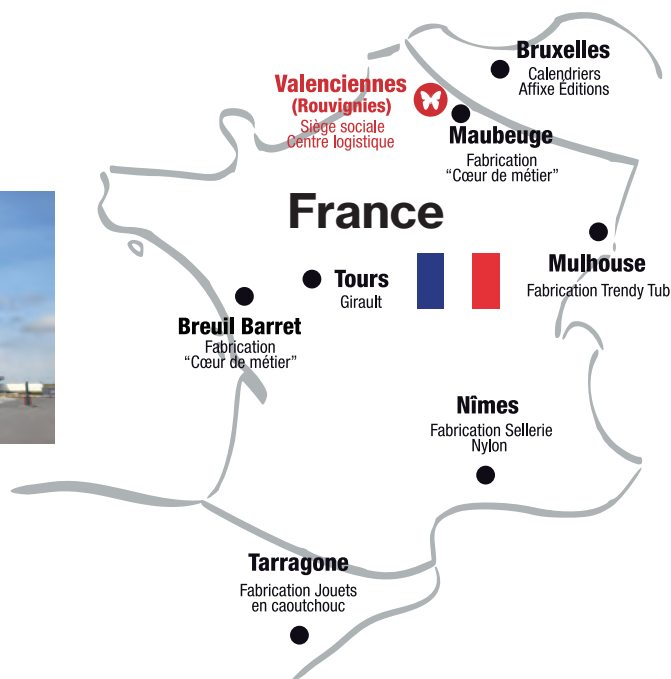 Bruxelles
Calendriers
Affixe Éditions
Valenciennes
(Rouvignies)
Siège sociale
Centre logistique
Maubeuge
Fabrication
“Cœur de métier”
France
Mulhouse
Fabrication Trendy Tub
Tours
Girault
Breuil Barret
Fabrication
“Cœur de métier”
Nîmes
Fabrication Sellerie
Nylon
Tarragone
Fabrication Jouets
en caoutchouc